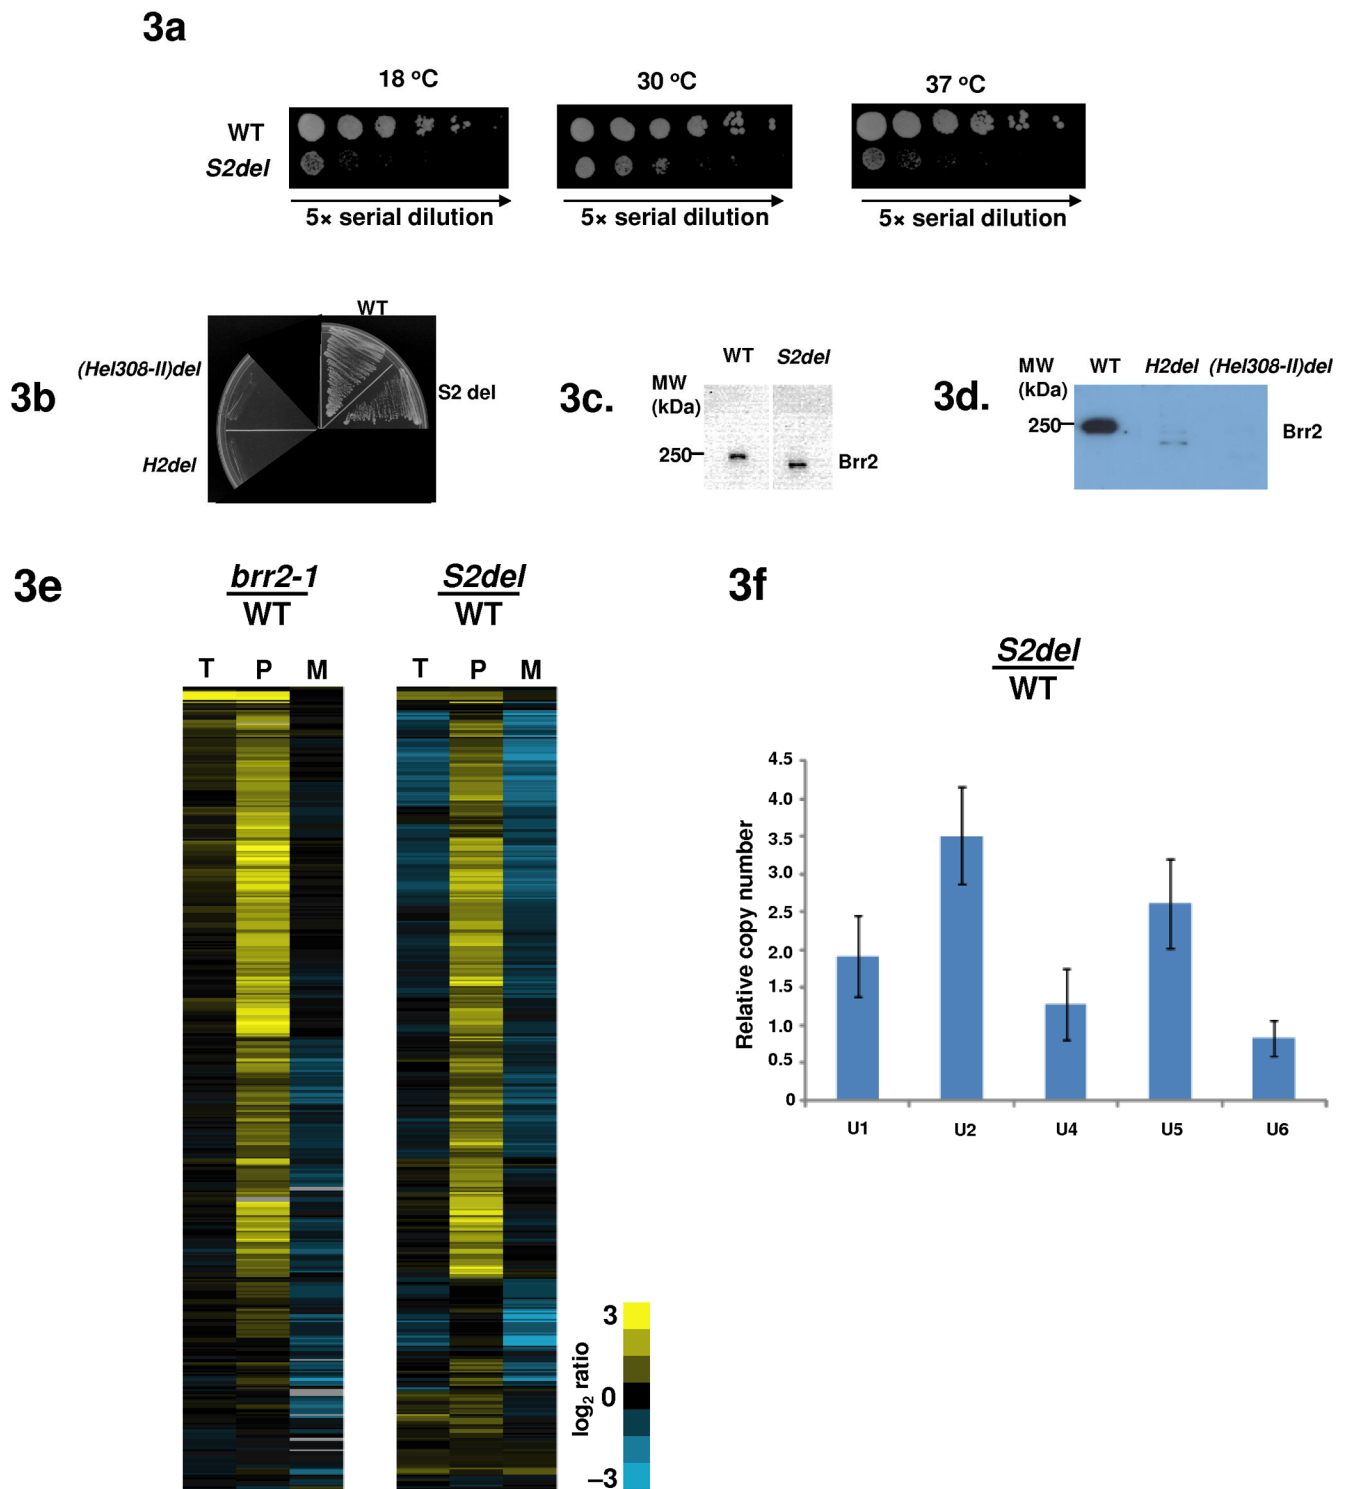 3a
18 °C
30 °C
37 °C
WT
S2del
5× serial dilution
5× serial dilution
5× serial dilution
3b
WT
(Hel308-II)del
S2 del
H2del
3c.
WT
S2del
MW
(kDa)
250
Brr2
3d.
MW
(kDa)
WT
H2del
(Hel308-II)del
250
Brr2
3e
brr2-1
WT
S2del
WT
T P M
T P M
3
0
–3
log2 ratio
3f
S2del
WT
Relative copy number
4.5
4.0
3.5
3.0
2.5
2.0
1.5
1.0
0.5
0
U1 U2 U4 U5 U6